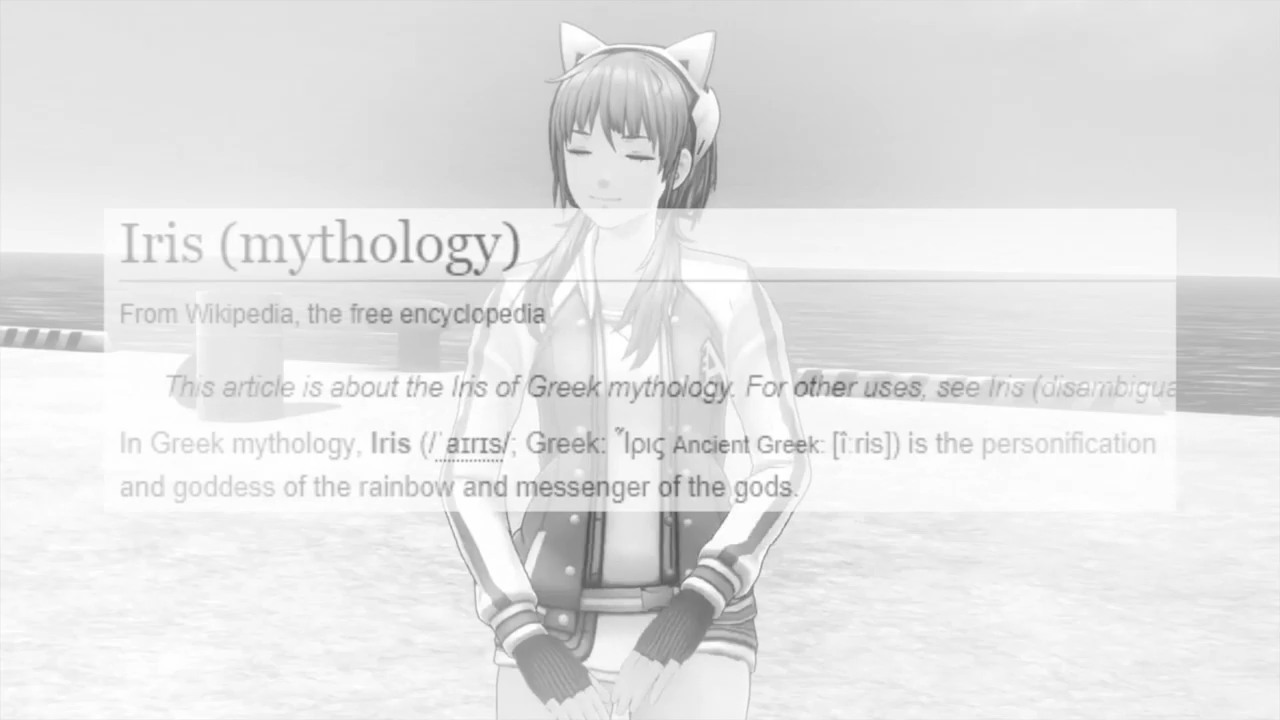 Iris (mythology)
From Wikipedia, the free encyclopedia
This article is about the Iris of Greek mythology. For other uses, see Iris (disambigua
In Greek mythology, Iris (/ˈaɪrɪs/; Greek: Ἶρις Ancient Greek: [îːris]) is the personification
and goddess of the rainbow and messenger of the gods.